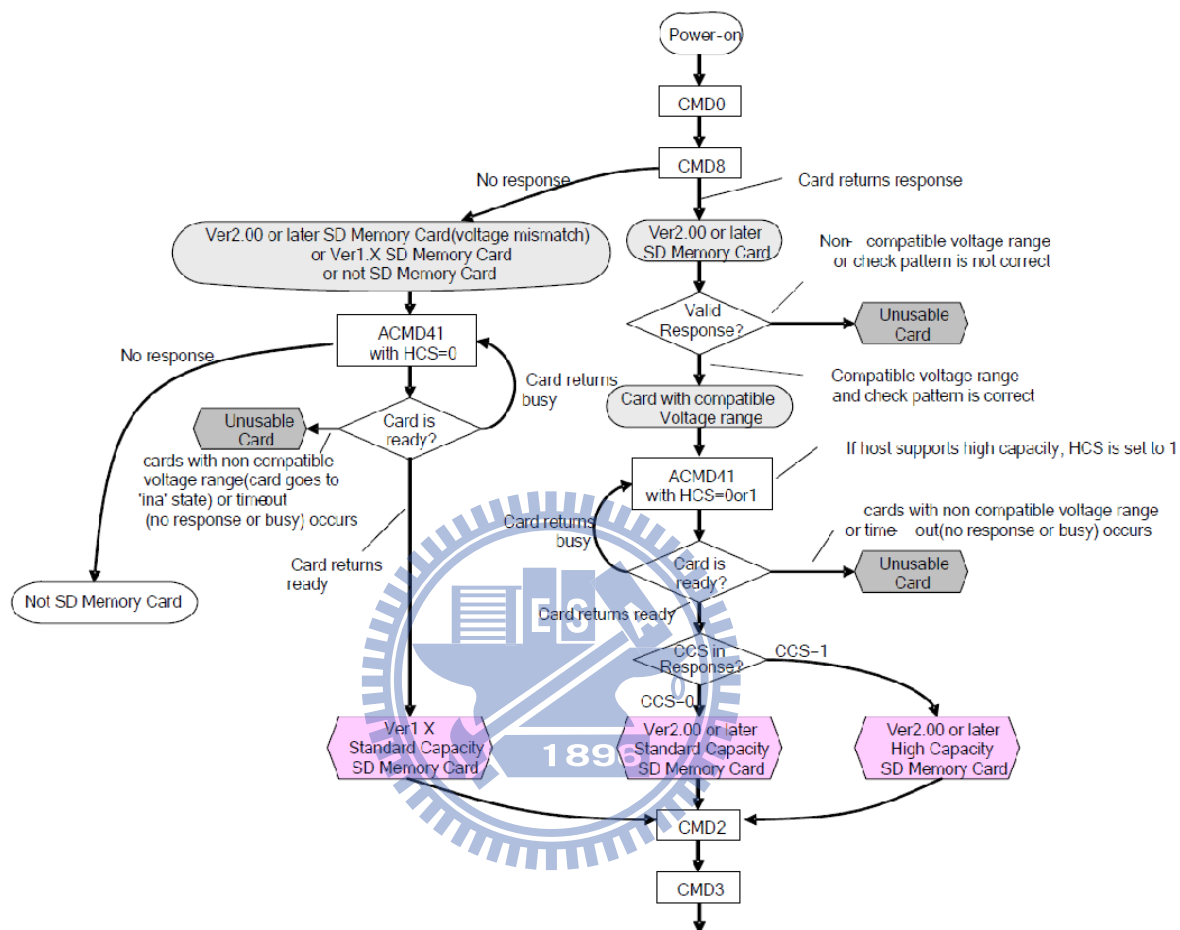 Power-on
CMD0
CMD8
No response
Card returns response
Ver2.00 or later SD Memory Card(voltage mismatch)
or Ver1.X SD Memory Card
or not SD Memory Card
Ver2.00 or later
SD Memory Card
Non- compatible voltage range
or check pattern is not correct
Valid
Response?
Unusable
Card
ACMD41
with HCS=0
No response
Card returns
busy
Compatible voltage range
and check pattern is correct
Card with compatible
Voltage range
Unusable
Card
Card is
ready?
cards with non compatible
voltage range(card goes to
'ina' state) or timeout
(no response or busy) occurs
If host supports high capacity, HCS is set to 1
ACMD41
with HCS=0or1
Card returns
busy
cards with non compatible voltage range
or time- out(no response or busy) occurs
Card returns
ready
Card is
ready?
Unusable
Card
Not SD Memory Card
Card returns ready
E S A
CCS in
Response?
CCS-1
CCS-0
Ver1 X
Standard Capacity
SD Memory Card
Ver2.00 or later
Standard Capacity
SD Memory Card
Ver2.00 or later
High Capacity
SD Memory Card
1896
CMD2
CMD3